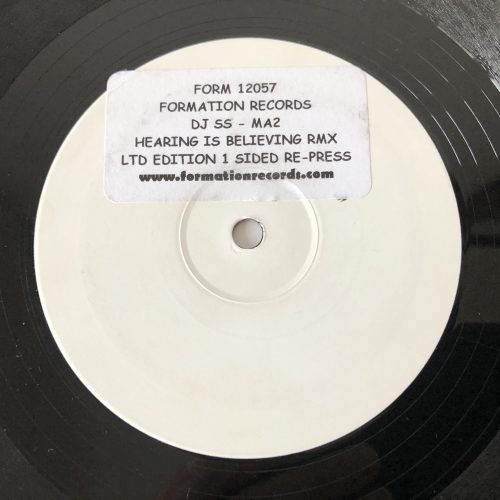 FORM 12057
FORMATION RECORDS
DJ SS - MA2
HEARING IS BELIEVING RMX
LTD EDITION 1 SIDED RE-PRESS
www.formationrecords.com